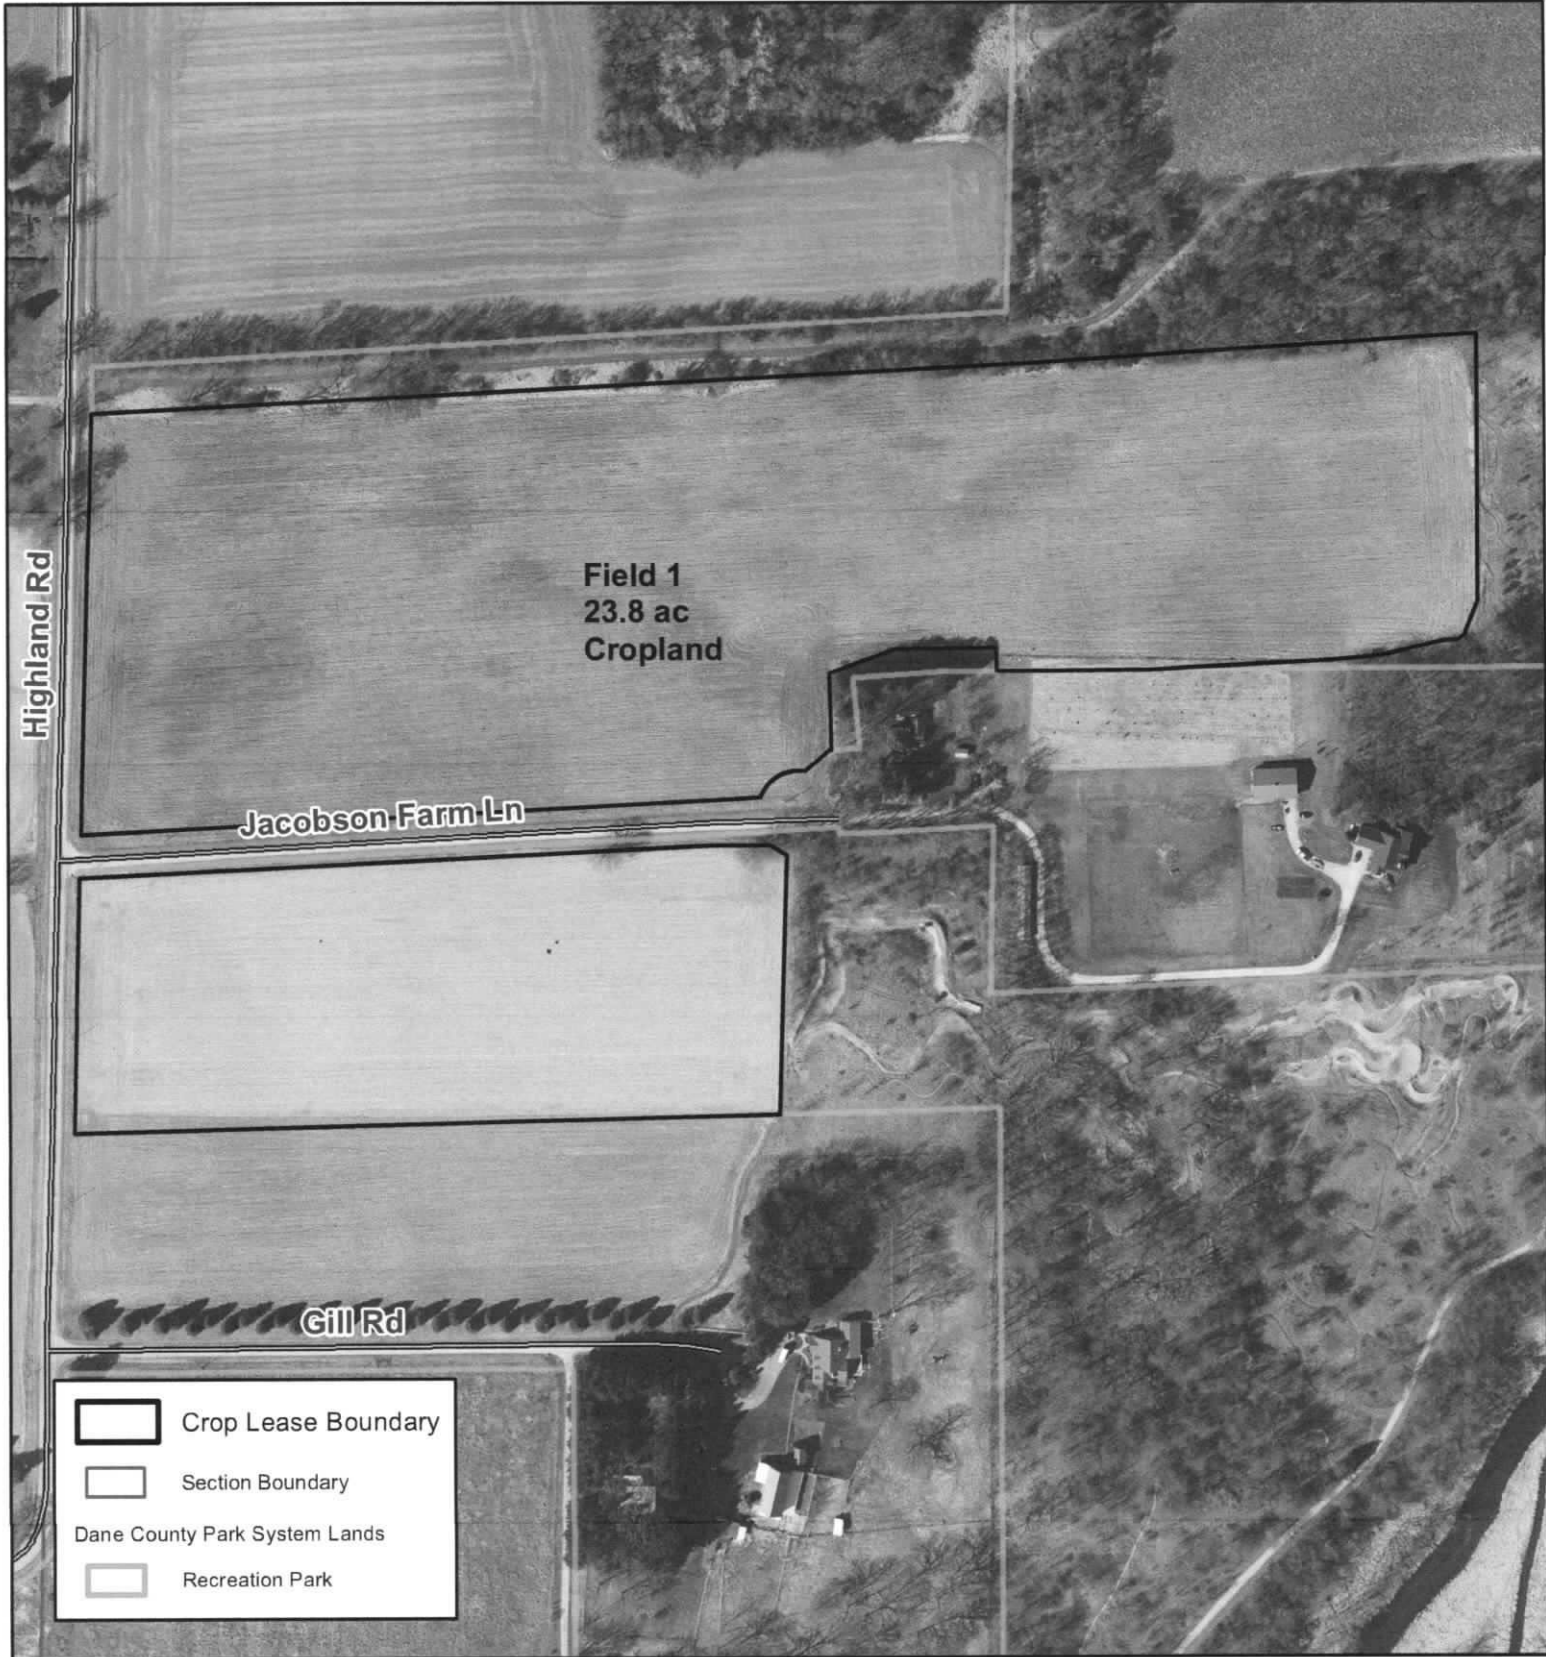 Field 1
23.8 ac
Cropland
Highland Rd
Jacobson Farm Ln
Gill Rd
Crop Lease Boundary
Section Boundary
Dane County Park System Lands
Recreation Park